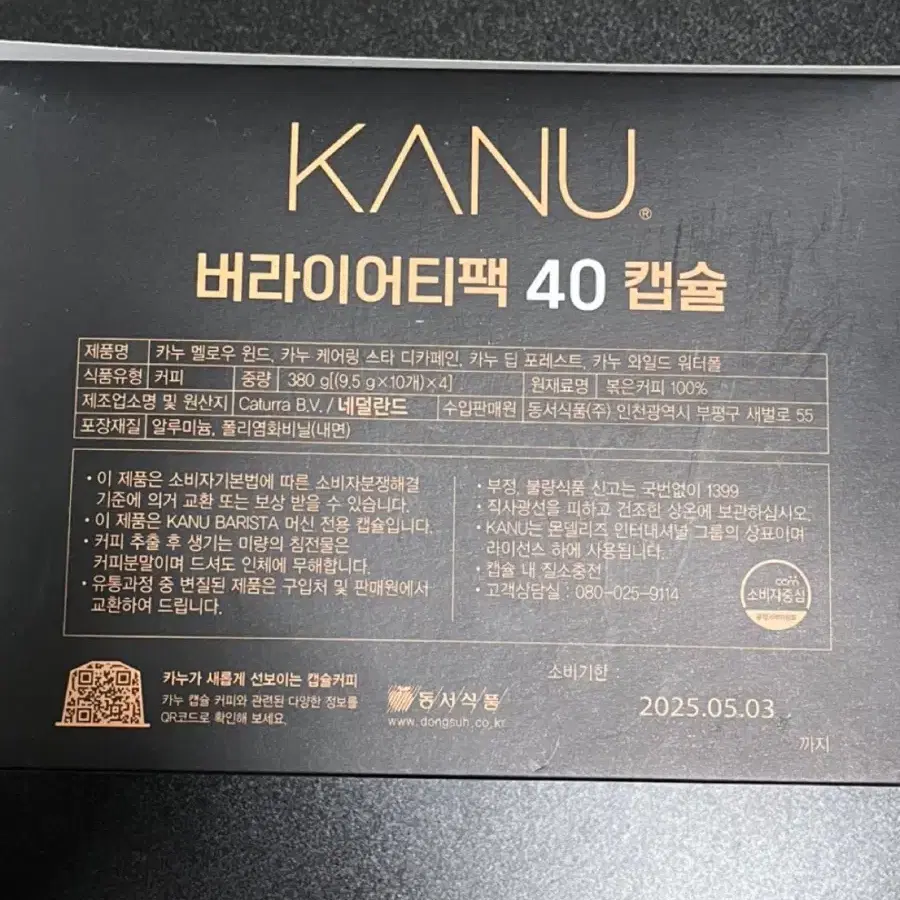 KANU®
버라이어티팩 40 캡슐
제품명 카누 멜로우 윈드, 카누 케어링 스타 디카페인, 카누 딥 포레스트, 카누 와일드 워터폴
식품유형 커피 중량 380 g[(9.5 g×10개)×4] 원재료명 볶은커피 100%
제조업소명 및 원산지 Caturra B.V. / 네덜란드 수입판매원 동서식품(주) 인천광역시 부평구 새벌로 55
포장재질 알루미늄, 폴리염화비닐(내면)
• 이 제품은 소비자기본법에 따른 소비자분쟁해결
기준에 의거 교환 또는 보상 받을 수 있습니다.
• 이 제품은 KANU BARISTA 머신 전용 캡슐입니다.
• 커피 추출 후 생기는 미량의 침전물은
커피분말이며 드셔도 인체에 무해합니다.
• 유통과정 중 변질된 제품은 구입처 및 판매원에서
교환하여 드립니다.
• 부정, 불량식품 신고는 국번없이 1399
• 직사광선을 피하고 건조한 상온에 보관하십시오.
• KANU는 몬델리즈 인터내셔널 그룹의 상표이며
라이선스 하에 사용됩니다.
• 캡슐 내 질소충전
• 고객상담실 : 080-025-9114
ccm
소비자중심
카누가 새롭게 선보이는 캡슐커피
카누 캡슐 커피와 관련된 다양한 정보를
QR코드로 확인해 보세요.
동서식품
www.dongsuh.co.kr
소비기한 :
2025.05.03
까지